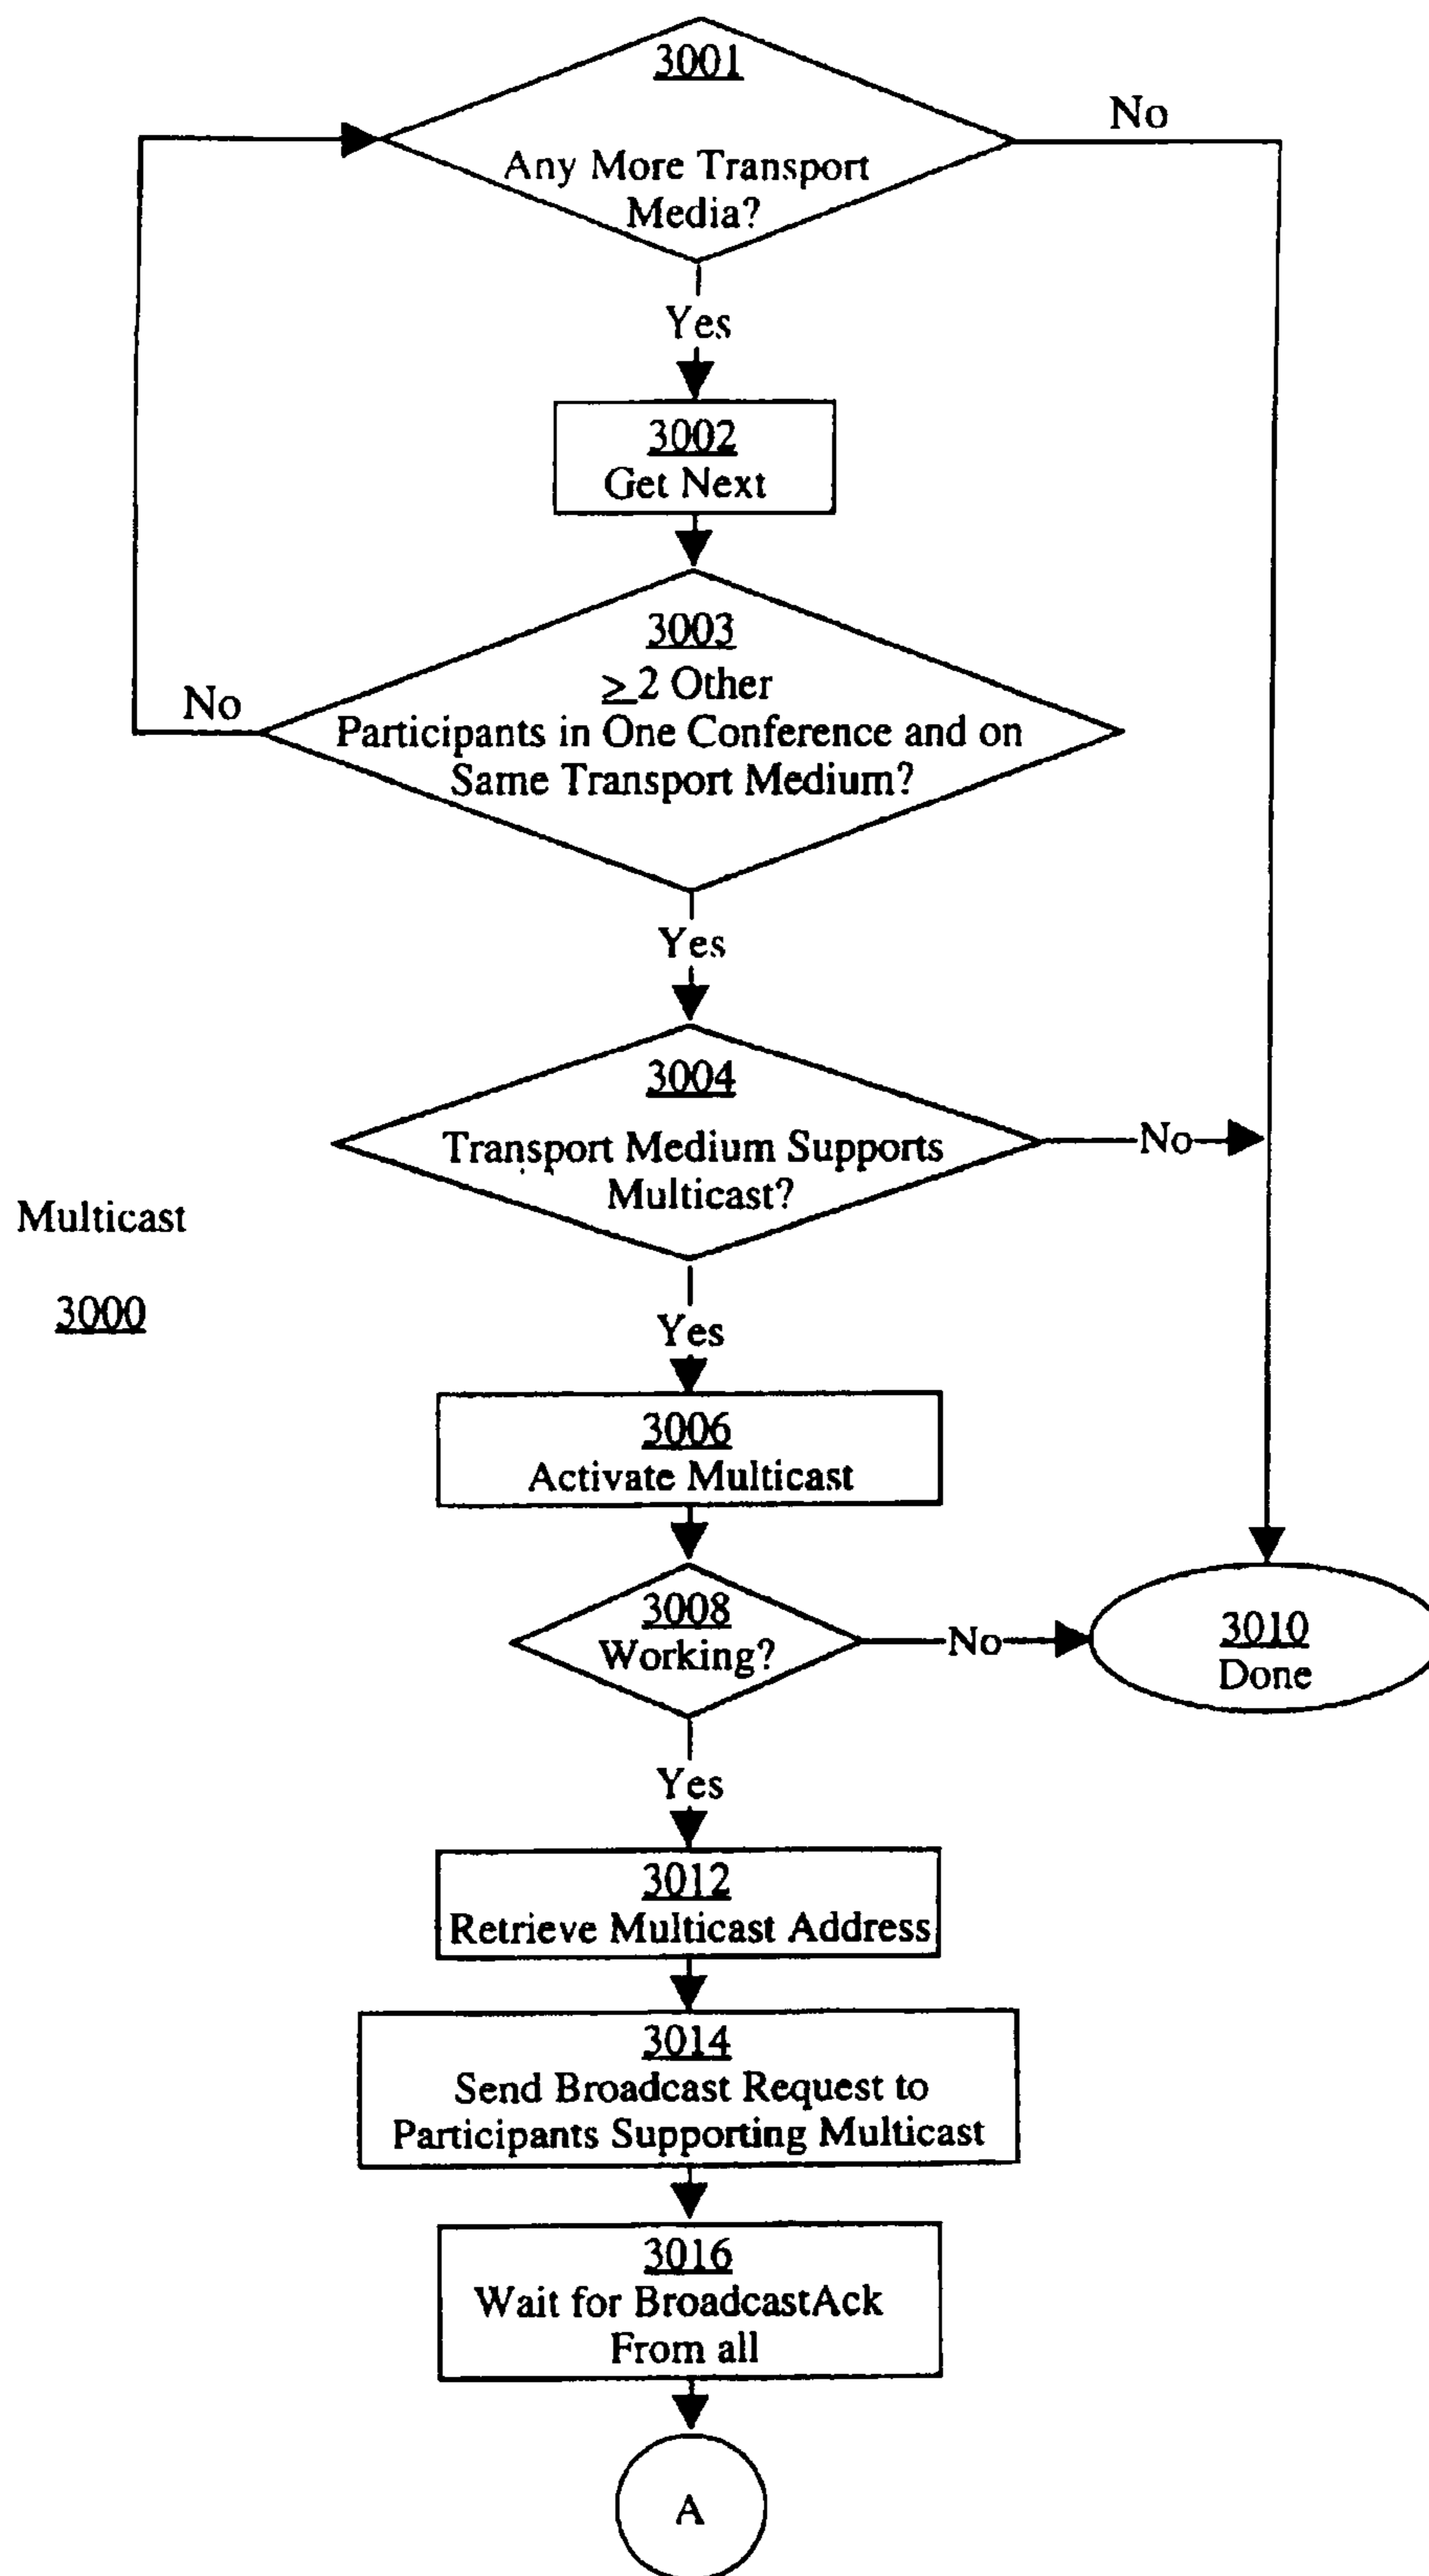 3001
Any More Transport
Media?
No
Yes
3002
Get Next
3003
≥ 2 Other
Participants in One Conference and on
Same Transport Medium?
No
Yes
3004
Transport Medium Supports
Multicast?
No
Multicast
3000
Yes
3006
Activate Multicast
3008
Working?
No
3010
Done
Yes
3012
Retrieve Multicast Address
3014
Send Broadcast Request to
Participants Supporting Multicast
3016
Wait for BroadcastAck
From all
A